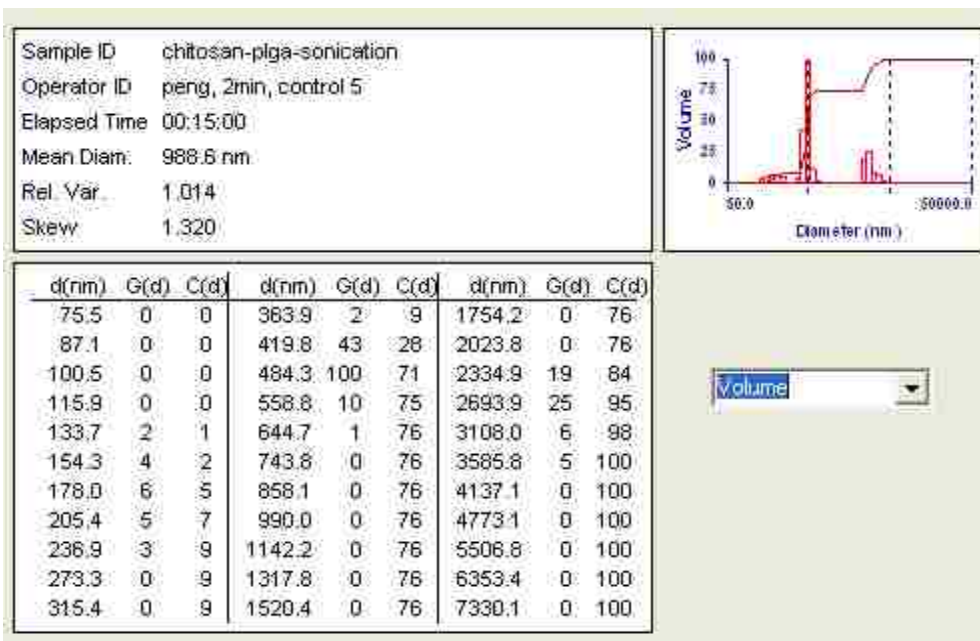 Sample ID chitosan-plga-sonication
Operator ID peng, 2min, control 5
Elapsed Time 00:15:00
Mean Diam. 988.6 nm
Rel. Var. 1.014
Skew 1.320
100
75
50
25
0
Volume
50.0 50000.0
Diameter (nm)
d(nm) G(d) C(d) d(nm) G(d) C(d) d(nm) G(d) C(d)
75.5 0 0 363.9 2 9 1754.2 0 76
87.1 0 0 419.8 43 28 2023.8 0 76
100.5 0 0 484.3 100 71 2334.9 19 84
115.9 0 0 558.8 10 75 2693.9 25 95
133.7 2 1 644.7 1 76 3108.0 6 98
154.3 4 2 743.8 0 76 3585.8 5 100
178.0 6 5 858.1 0 76 4137.1 0 100
205.4 5 7 990.0 0 76 4773.1 0 100
236.9 3 9 1142.2 0 76 5506.8 0 100
273.3 0 9 1317.8 0 76 6353.4 0 100
315.4 0 9 1520.4 0 76 7330.1 0 100
Volume